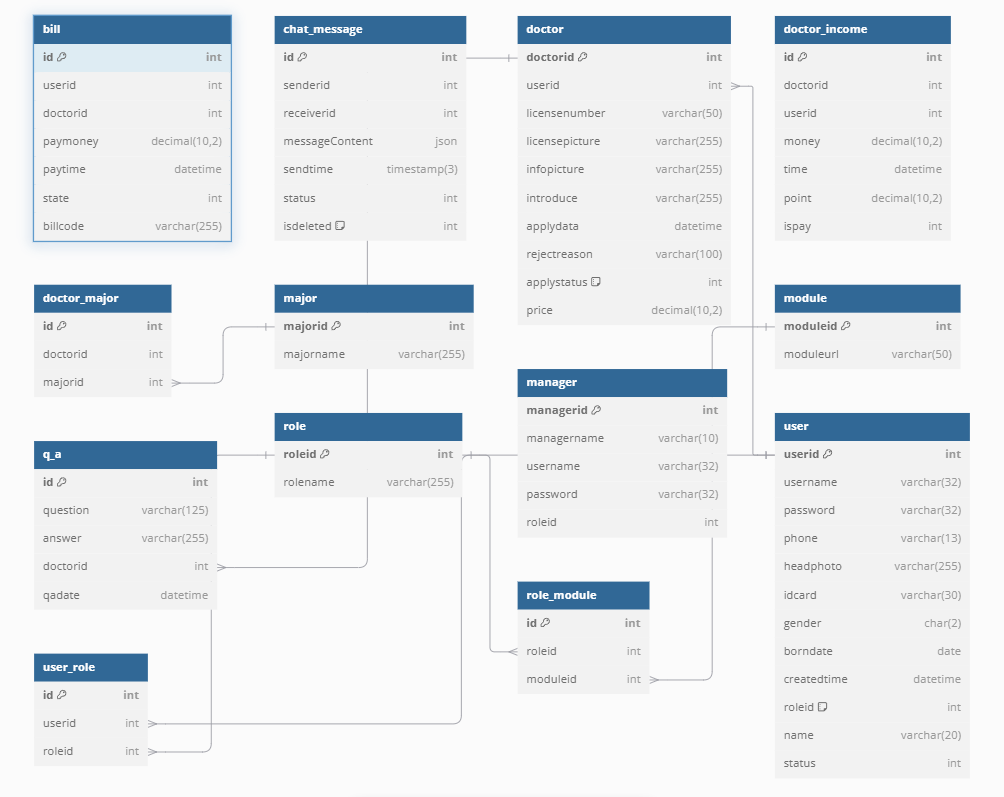 bill
id int
userid int
doctorid int
paymoney decimal(10,2)
paytime datetime
state int
billcode varchar(255)
chat_message
id int
senderid int
receiverid int
messageContent json
sendtime timestamp(3)
status int
isdeleted int
doctor
doctorid int
userid int
licensenumber varchar(50)
licensepicture varchar(255)
infopicture varchar(255)
introduce varchar(255)
applydata datetime
rejectreason varchar(100)
applystatus int
price decimal(10,2)
doctor_income
id int
doctorid int
userid int
money decimal(10,2)
time datetime
point decimal(10,2)
ispay int
doctor_major
id int
doctorid int
majorid int
major
majorid int
majorname varchar(255)
module
moduleid int
moduleurl varchar(50)
manager
managerid int
managername varchar(10)
username varchar(32)
password varchar(32)
roleid int
q_a
id int
question varchar(125)
answer varchar(255)
doctorid int
qadate datetime
role
roleid int
rolename varchar(255)
user
userid int
username varchar(32)
password varchar(32)
phone varchar(13)
headphoto varchar(255)
idcard varchar(30)
gender char(2)
borndate date
createdtime datetime
roleid int
name varchar(20)
status int
role_module
id int
roleid int
moduleid int
user_role
id int
userid int
roleid int